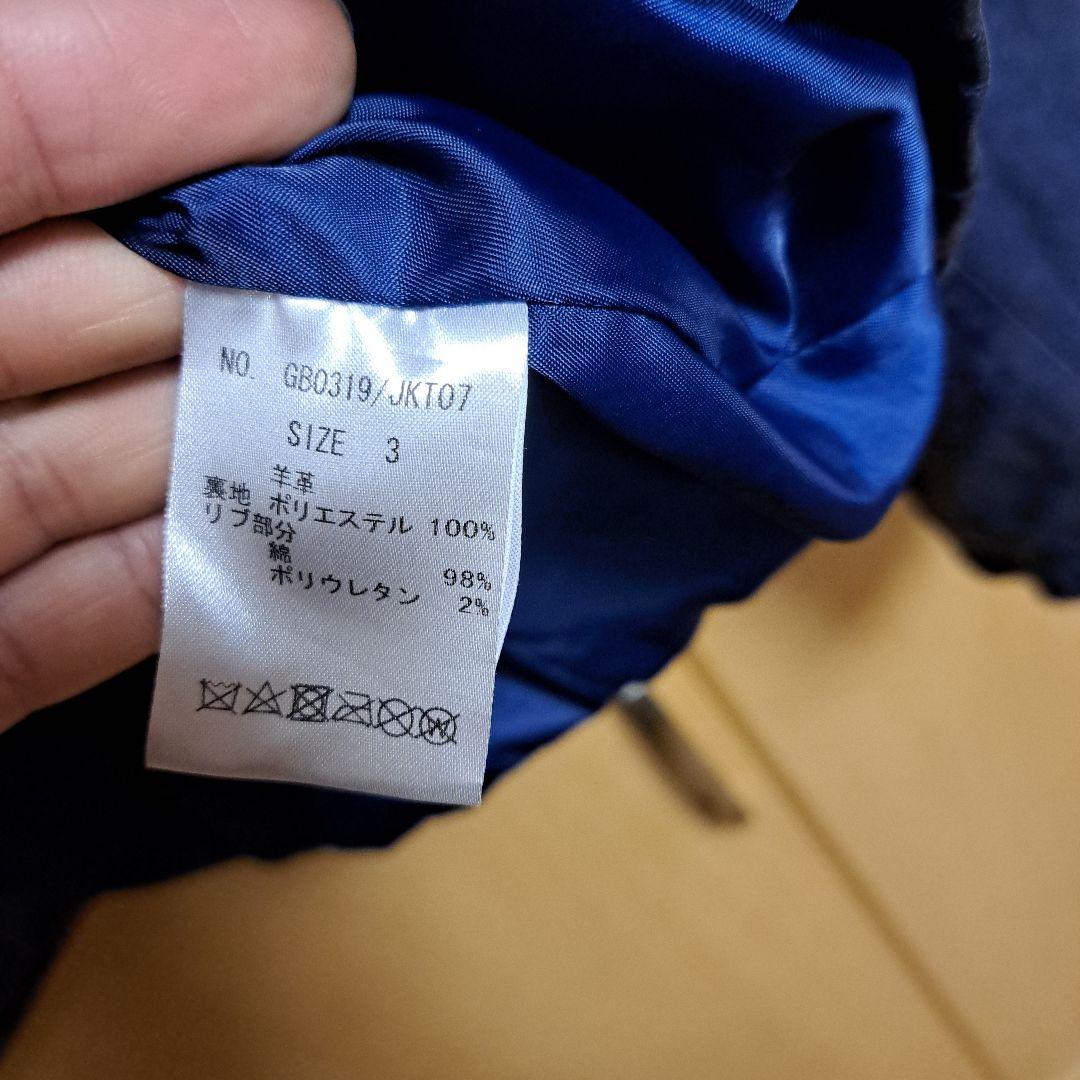 NO. GB0319/JKT07
SIZE 3
羊革
裏地 ポリエステル 100%
リブ部分
綿 98%
ポリウレタン 2%
W